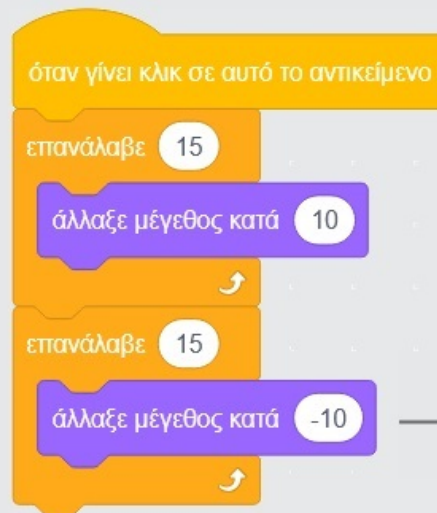 όταν γίνει κλικ σε αυτό το αντικείμενο
επανάλαβε 15
άλλαξε μέγεθος κατά 10
επανάλαβε 15
άλλαξε μέγεθος κατά -10